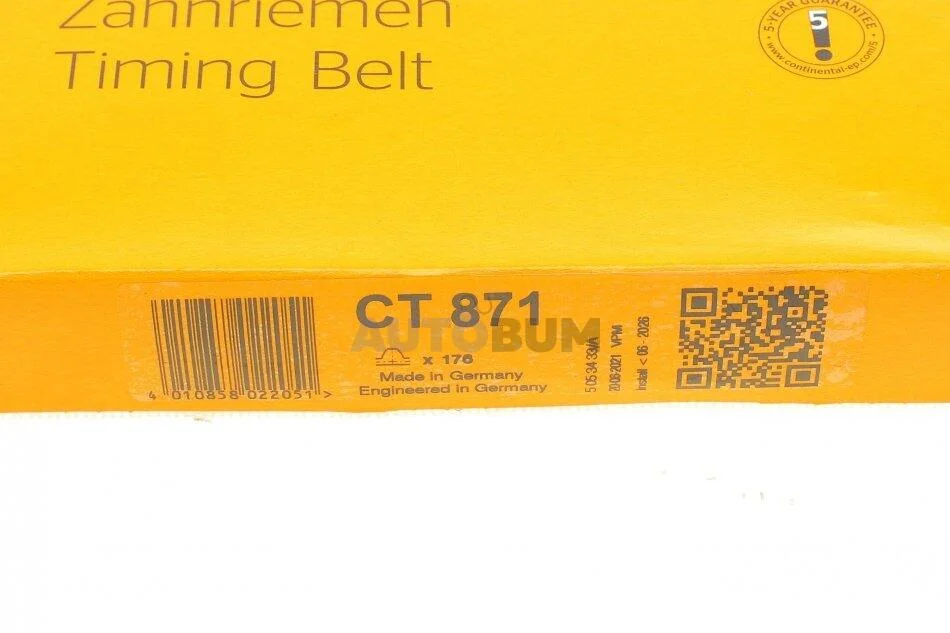 Zahnriemen
Timing Belt
5-YEAR GUARANTEE
5
www.continental-ep.com/5
CT 871
AUTOBUM
x 176
Made in Germany
Engineered in Germany
4 010858 022051 >
Install < 06 - 2026